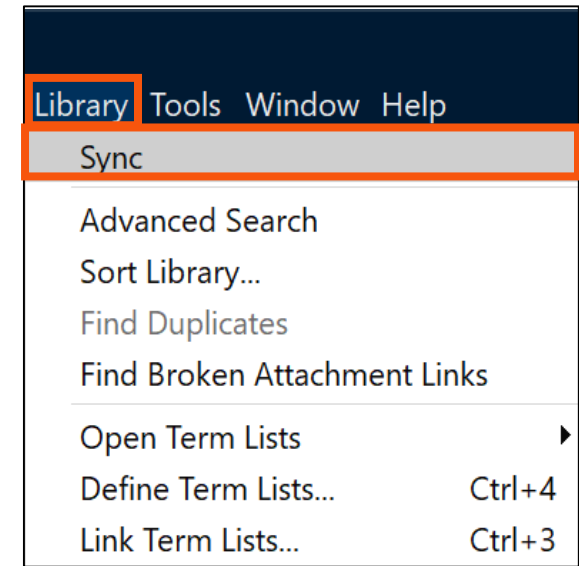 Library Tools Window Help
Sync
Advanced Search
Sort Library...
Find Duplicates
Find Broken Attachment Links
Open Term Lists
Define Term Lists... Ctrl+4
Link Term Lists... Ctrl+3